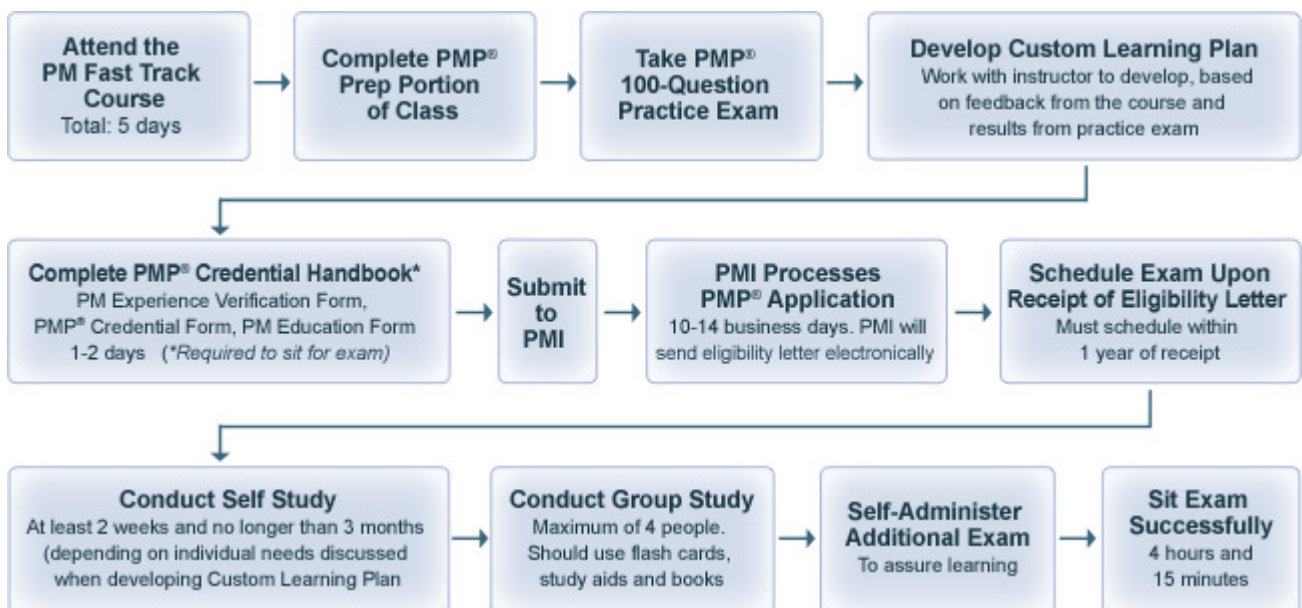 Attend the
PM Fast Track
Course
Total: 5 days
Complete PMP®
Prep Portion
of Class
Take PMP®
100-Question
Practice Exam
Develop Custom Learning Plan
Work with instructor to develop, based
on feedback from the course and
results from practice exam
Complete PMP® Credential Handbook*
PM Experience Verification Form,
PMP® Credential Form, PM Education Form
1-2 days (*Required to sit for exam)
Submit
to
PMI
PMI Processes
PMP® Application
10-14 business days. PMI will
send eligibility letter electronically
Schedule Exam Upon
Receipt of Eligibility Letter
Must schedule within
1 year of receipt
Conduct Self Study
At least 2 weeks and no longer than 3 months
(depending on individual needs discussed
when developing Custom Learning Plan
Conduct Group Study
Maximum of 4 people.
Should use flash cards,
study aids and books
Self-Administer
Additional Exam
To assure learning
Sit Exam
Successfully
4 hours and
15 minutes